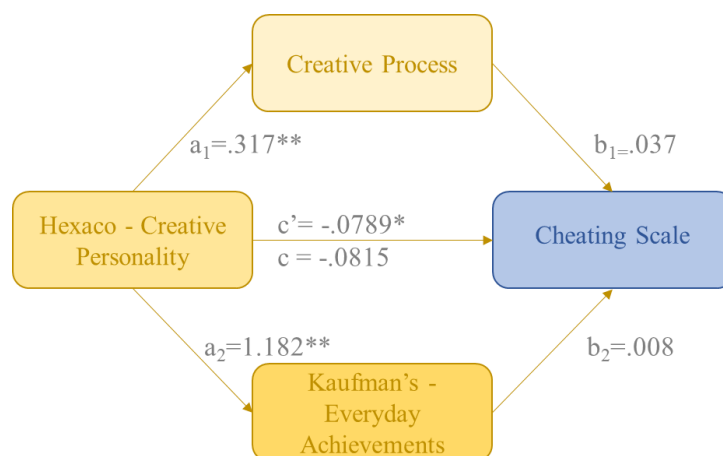 Creative Process
a₁=.317**
b₁₌.037
Hexaco - Creative
Personality
c’= -.0789*
c = -.0815
Cheating Scale
a₂=1.182**
b₂=.008
Kaufman’s -
Everyday
Achievements